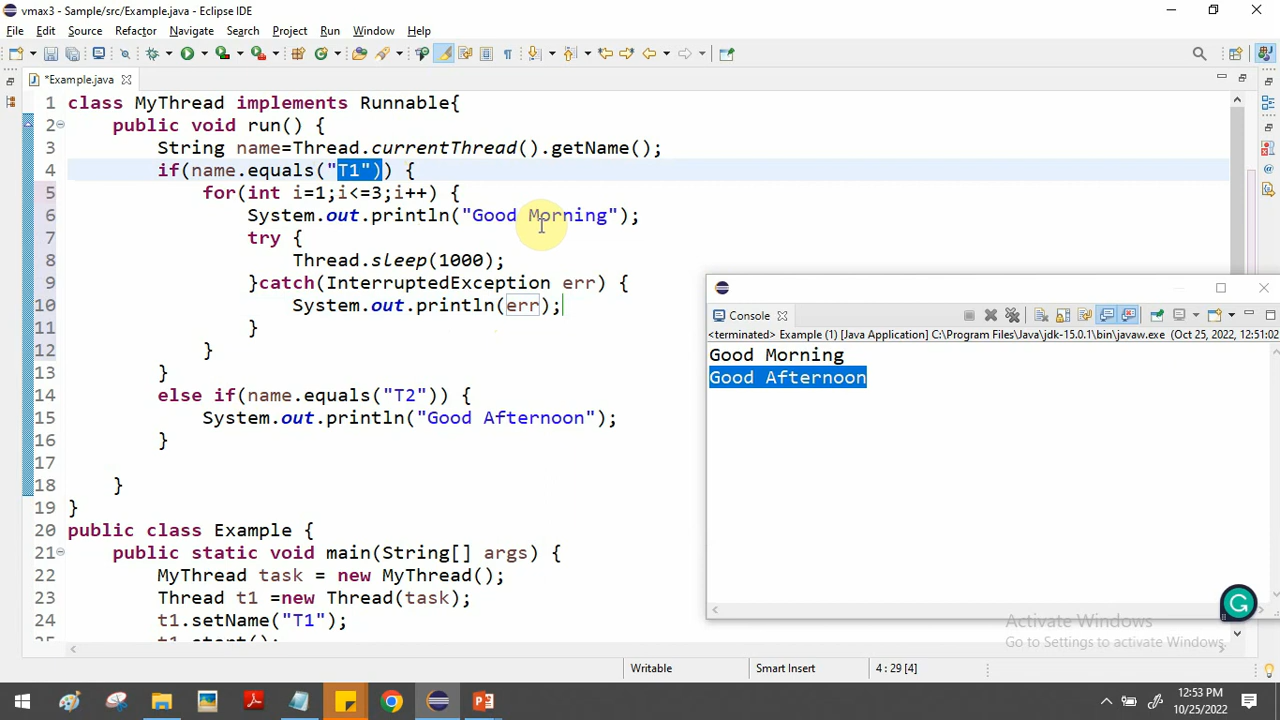 vmax3 - Sample/src/Example.java - Eclipse IDE
File Edit Source Refactor Navigate Search Project Run Window Help
*Example.java
1 class MyThread implements Runnable{
2 public void run() {
3 String name=Thread.currentThread().getName();
4 if(name.equals("T1")) {
5 for(int i=1;i<=3;i++) {
6 System.out.println("Good Morning");
7 try {
8 Thread.sleep(1000);
9 }catch(InterruptedException err) {
10 System.out.println(err);
11 }
12 }
13 }
14 else if(name.equals("T2")) {
15 System.out.println("Good Afternoon");
16 }
17
18 }
19 }
20 public class Example {
21 public static void main(String[] args) {
22 MyThread task = new MyThread();
23 Thread t1 =new Thread(task);
24 t1.setName("T1");
25 t1.start();
Console
<terminated> Example (1) [Java Application] C:\Program Files\Java\jdk-15.0.1\bin\javaw.exe (Oct 25, 2022, 12:51:02
Good Morning
Good Afternoon
Activate Windows
Go to Settings to activate Windows.
Writable Smart Insert 4 : 29 [4]
12:53 PM
10/25/2022